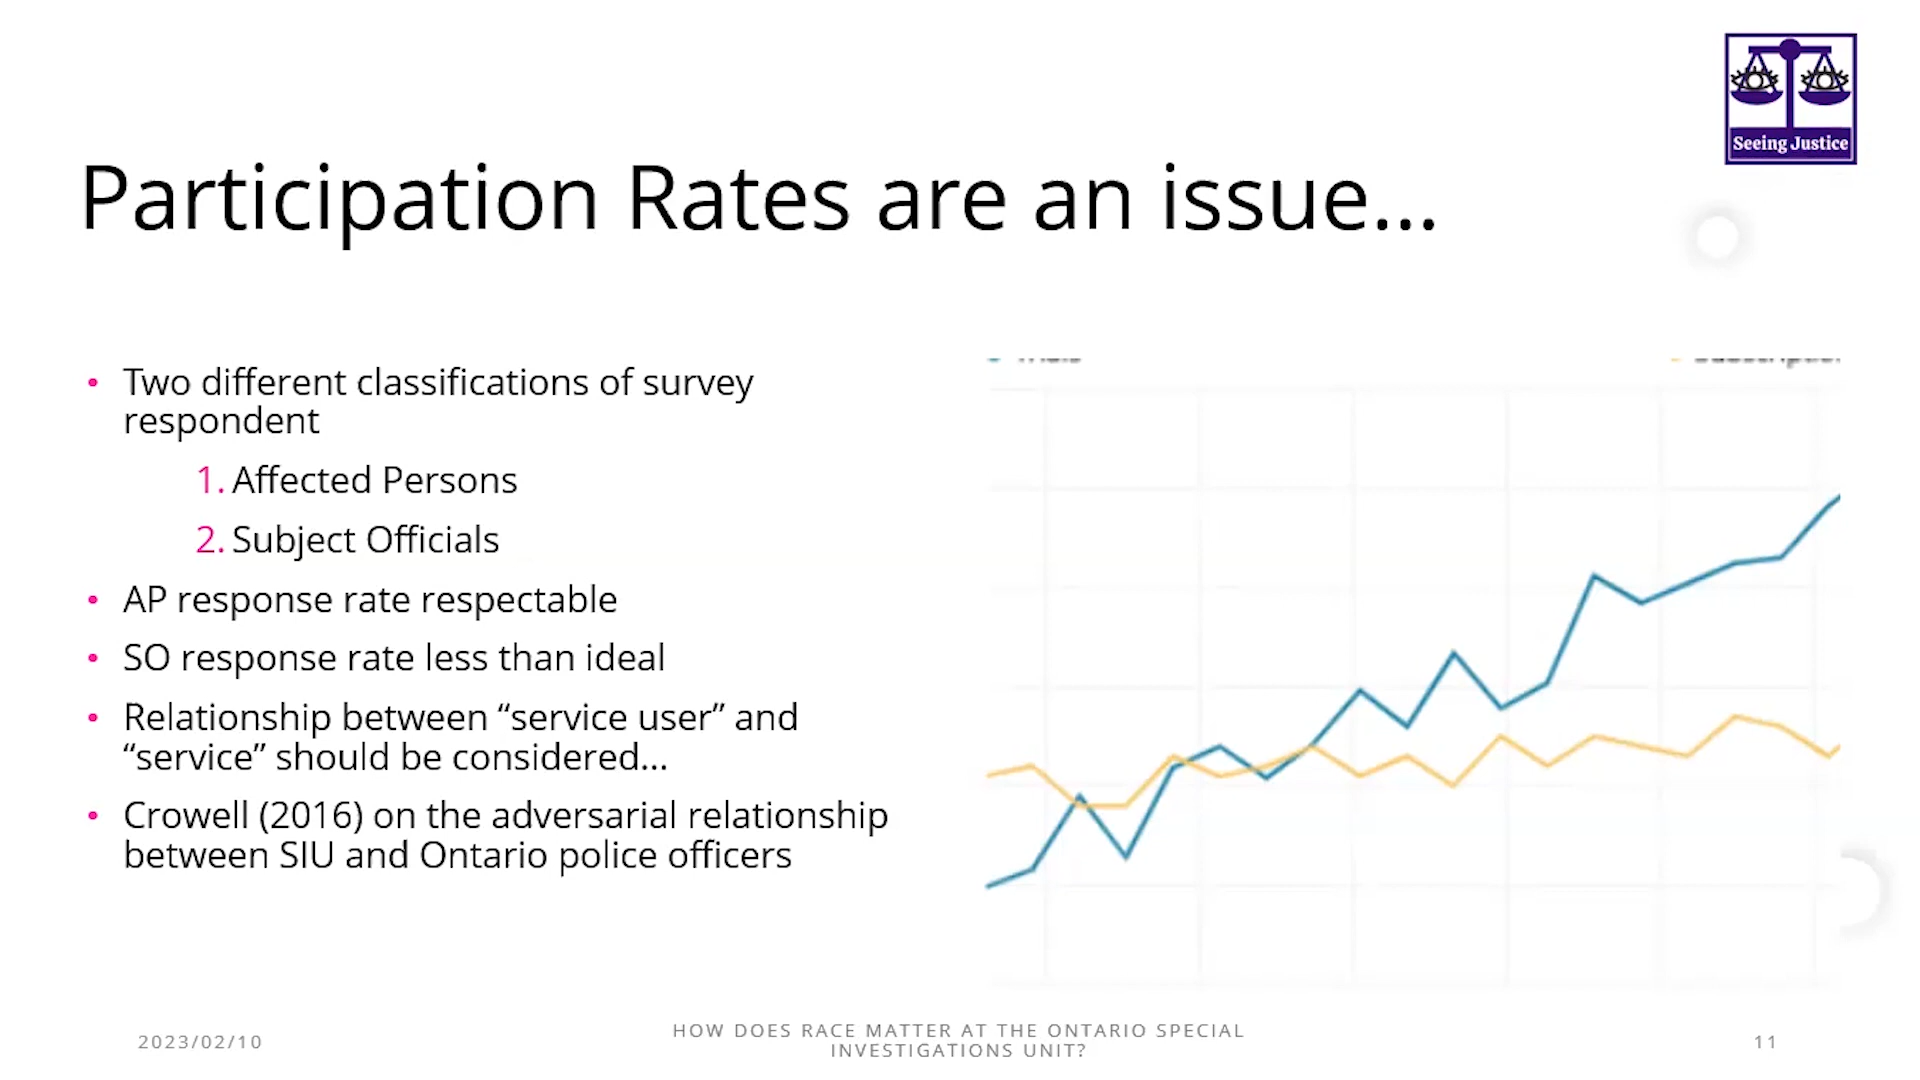 Seeing Justice
Participation Rates are an issue...
• Two different classifications of survey
respondent
1. Affected Persons
2. Subject Officials
• AP response rate respectable
• SO response rate less than ideal
• Relationship between “service user” and
“service” should be considered...
• Crowell (2016) on the adversarial relationship
between SIU and Ontario police officers
2023/02/10
HOW DOES RACE MATTER AT THE ONTARIO SPECIAL
INVESTIGATIONS UNIT?
11